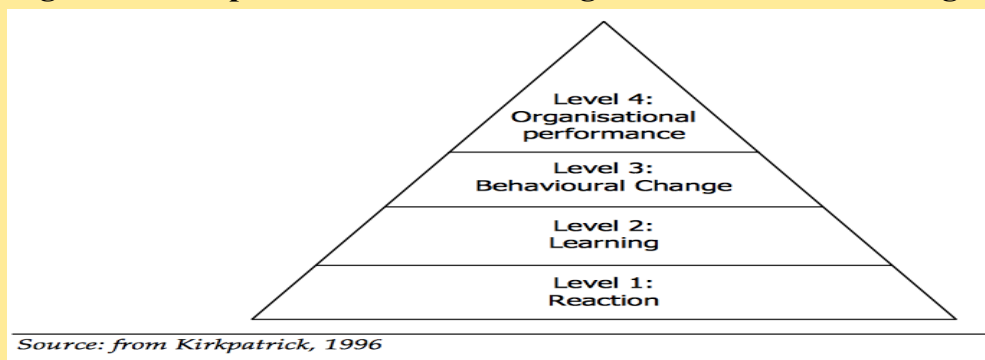 Level 4:
Organisational
performance
Level 3:
Behavioural Change
Level 2:
Learning
Level 1:
Reaction
Source: from Kirkpatrick, 1996